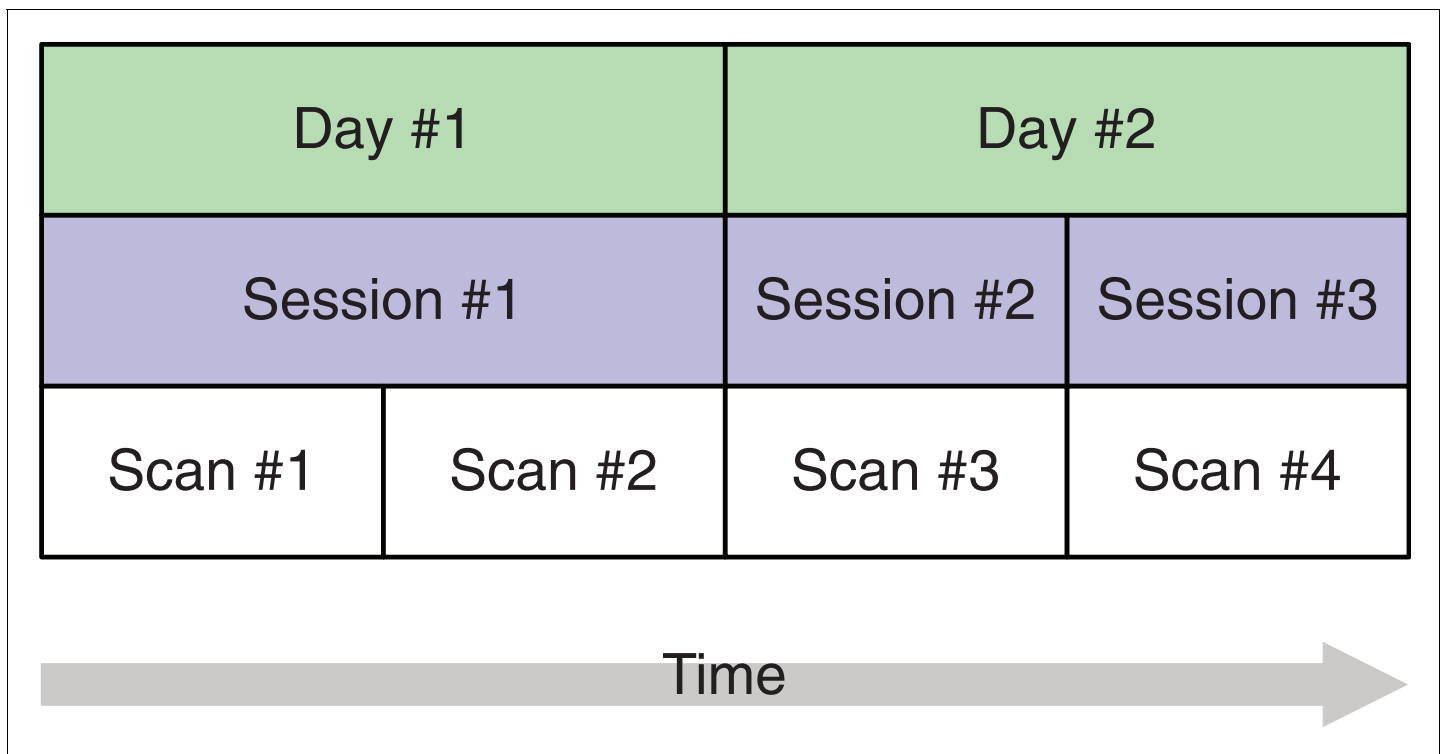 Day #1 Day #2
Session #1 Session #2 Session #3
Scan #1 Scan #2 Scan #3 Scan #4
Time